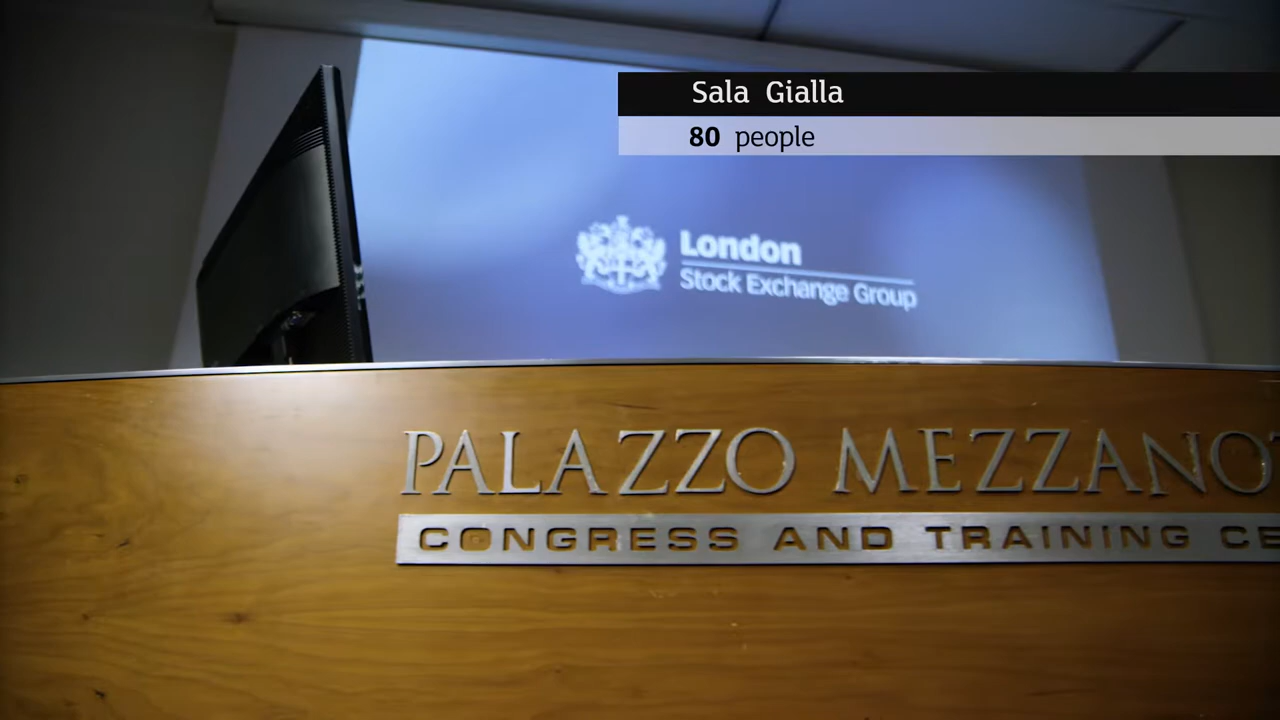 Sala Gialla
80 people
London
Stock Exchange Group
PALAZZO MEZZANO
CONGRESS AND TRAINING CE